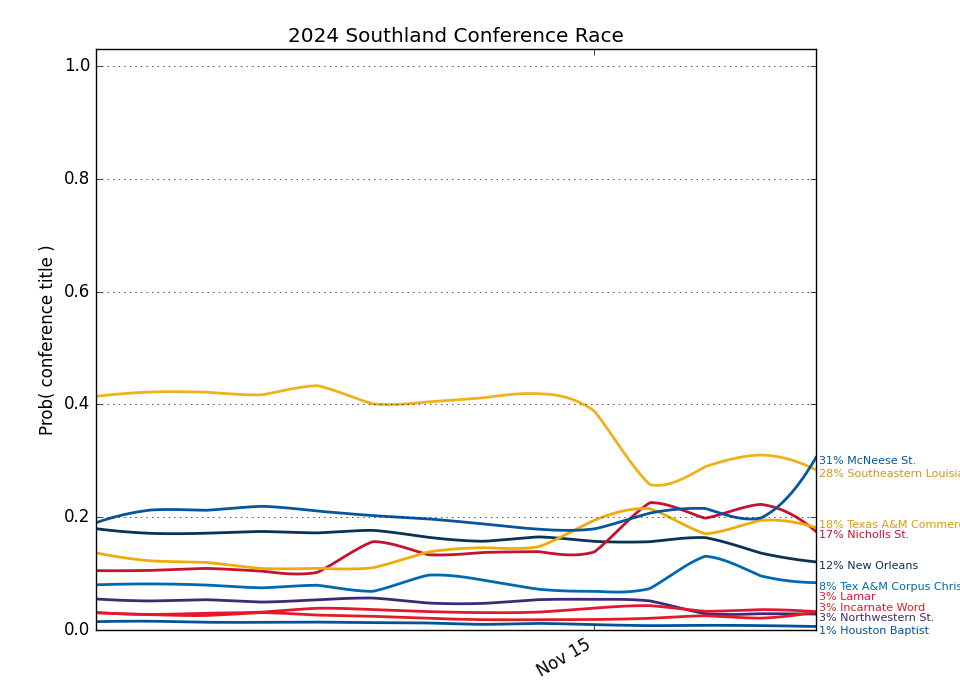 2024 Southland Conference Race
1.0
0.8
0.6
0.4
0.2
0.0
Prob( conference title )
Nov 15
31% McNeese St.
28% Southeastern Louisia
18% Texas A&M Commerc
17% Nicholls St.
12% New Orleans
8% Tex A&M Corpus Chris
3% Lamar
3% Incarnate Word
3% Northwestern St.
1% Houston Baptist